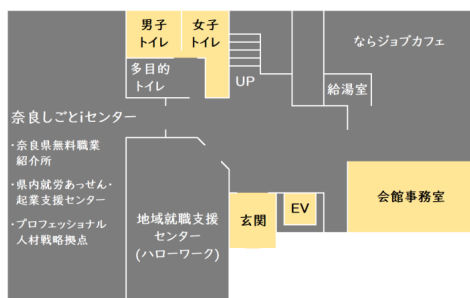 男子
トイレ
女子
トイレ
多目的
トイレ
UP
ならジョブカフェ
給湯室
奈良しごとiセンター
・奈良県無料職業
紹介所
・県内就労あっせん・
起業支援センター
・プロフェッショナル
人材戦略拠点
地域就職支援
センター
(ハローワーク)
玄関
EV
会館事務室